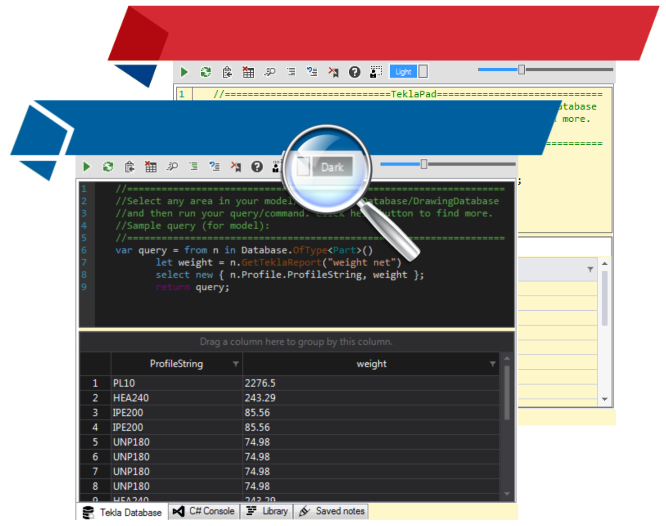 Light
1 //==============================TeklaPad==============================
tabase
more.
==========
;
Dark
1 //==================================================================
2 //Select any area in your model Database/DrawingDatabase
3 //and then run your query/command. Click he button to find more.
4 //Sample query (for model):
5 //==================================================================
6 var query = from n in Database.OfType<Part>()
7 let weight = n.GetTeklaReport("weight net")
8 select new { n.Profile.ProfileString, weight };
9 return query;
Drag a column here to group by this column.
ProfileString weight
1 PL10 2276.5
2 HEA240 243.29
3 IPE200 85.56
4 IPE200 85.56
5 UNP180 74.98
6 UNP180 74.98
7 UNP180 74.98
8 UNP180 74.98
9 HEA240 243.29
Tekla Database C# Console Library Saved notes